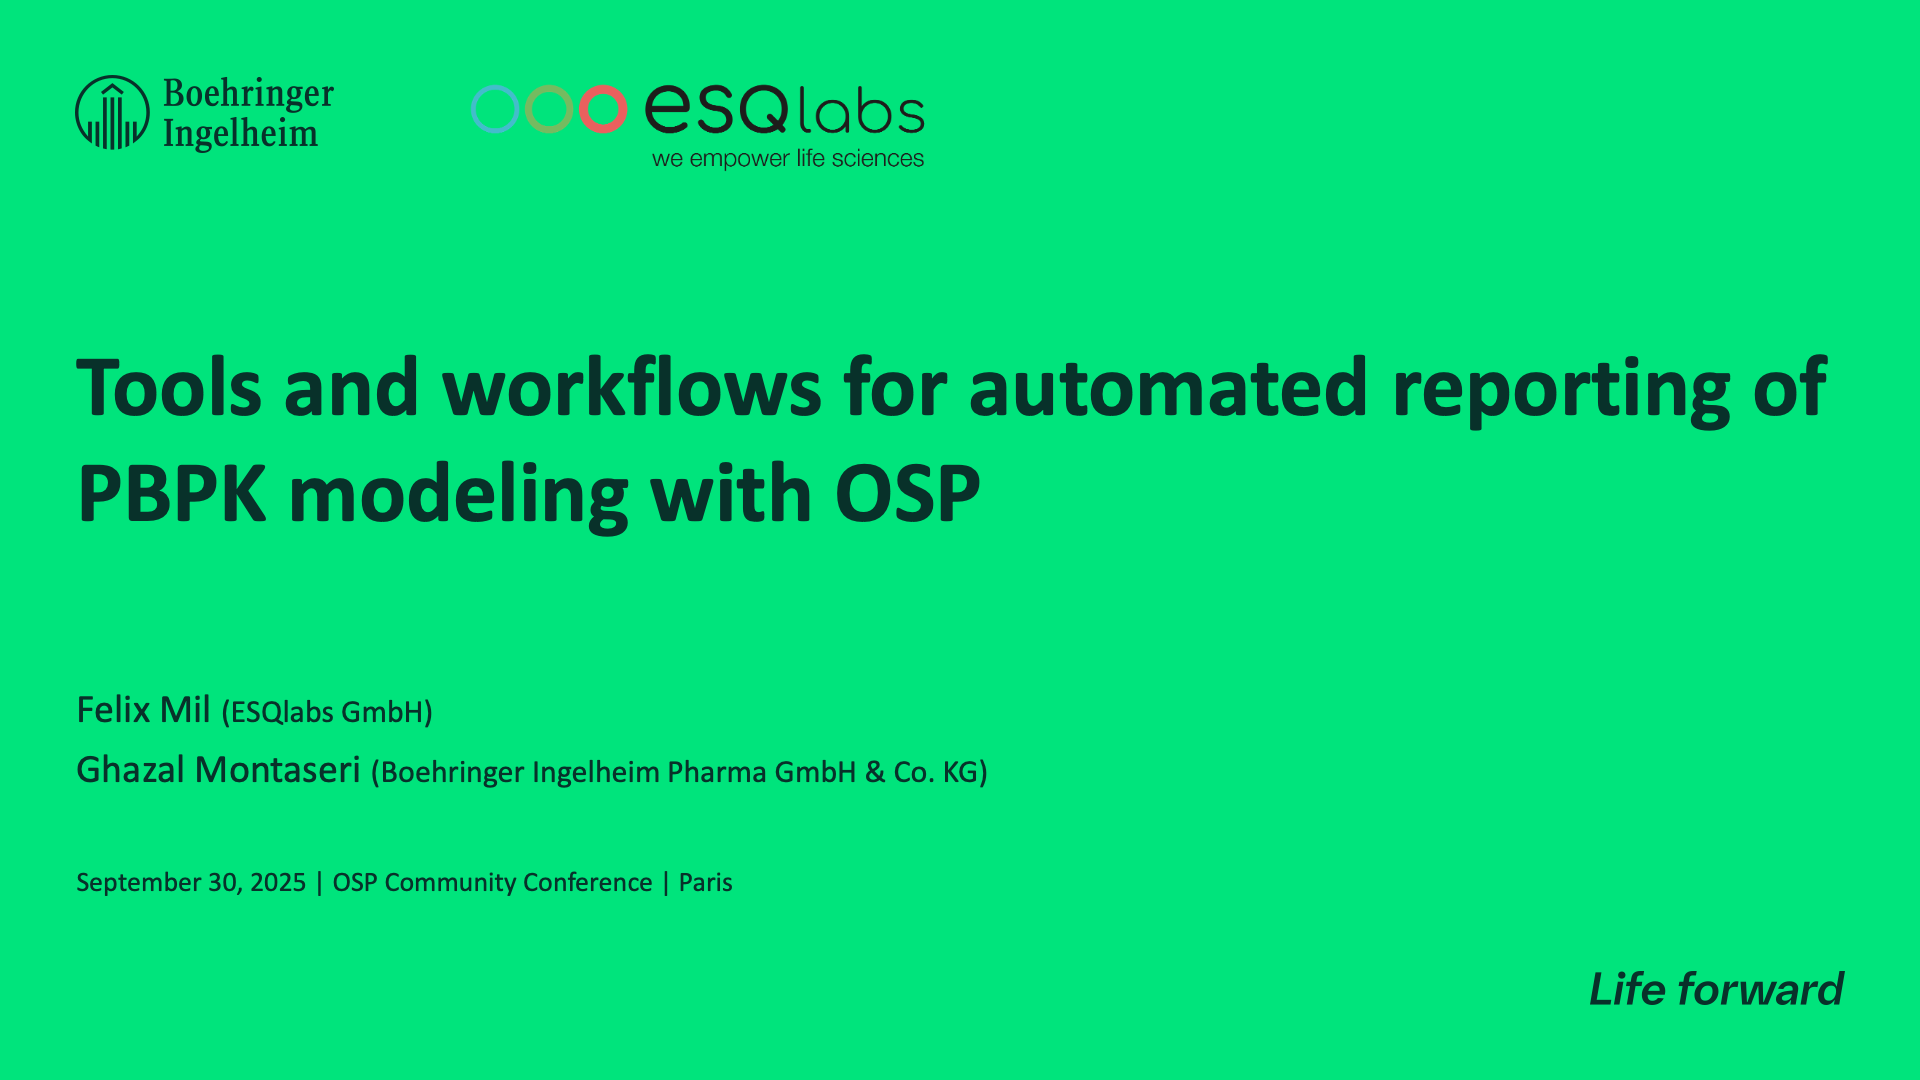 Boehringer
Ingelheim
esQlabs
we empower life sciences
Tools and workflows for automated reporting of
PBPK modeling with OSP
Felix Mil (ESQlabs GmbH)
Ghazal Montaseri (Boehringer Ingelheim Pharma GmbH & Co. KG)
September 30, 2025 | OSP Community Conference | Paris
Life forward